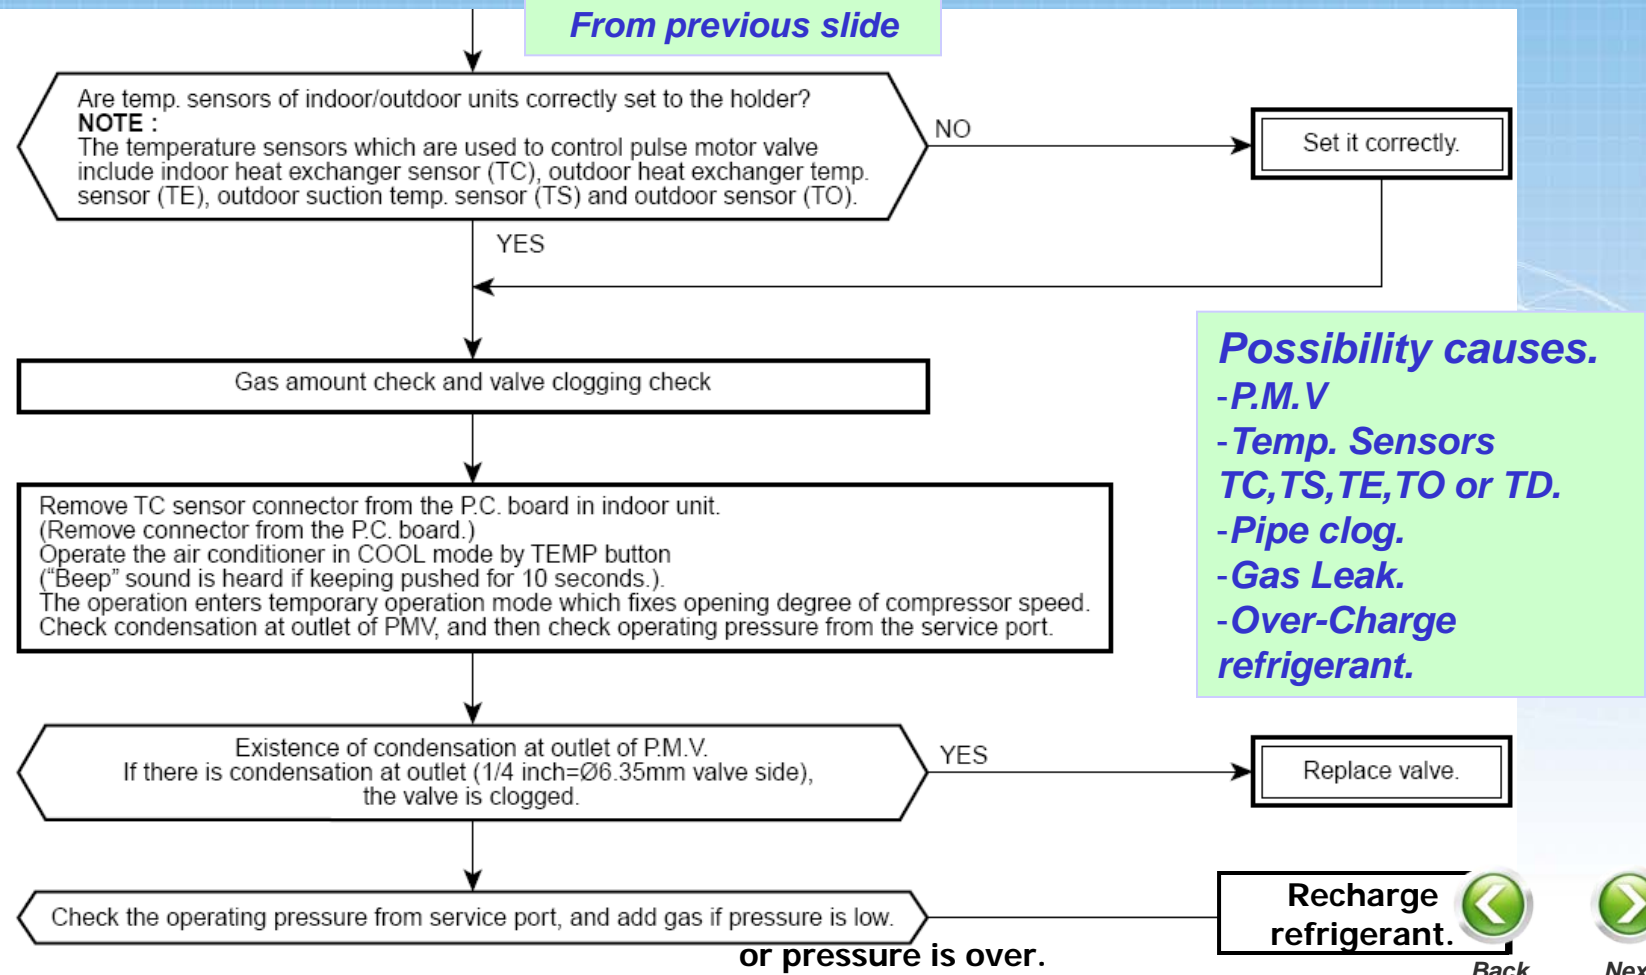 From previous slide
Are temp. sensors of indoor/outdoor units correctly set to the holder?
NOTE :
The temperature sensors which are used to control pulse motor valve
include indoor heat exchanger sensor (TC), outdoor heat exchanger temp.
sensor (TE), outdoor suction temp. sensor (TS) and outdoor sensor (TO).
NO
Set it correctly.
YES
Gas amount check and valve clogging check
Possibility causes.
-P.M.V
-Temp. Sensors
TC,TS,TE,TO or TD.
-Pipe clog.
-Gas Leak.
-Over-Charge
refrigerant.
Remove TC sensor connector from the P.C. board in indoor unit.
(Remove connector from the P.C. board.)
Operate the air conditioner in COOL mode by TEMP button
(“Beep” sound is heard if keeping pushed for 10 seconds.).
The operation enters temporary operation mode which fixes opening degree of compressor speed.
Check condensation at outlet of PMV, and then check operating pressure from the service port.
Existence of condensation at outlet of P.M.V.
If there is condensation at outlet (1/4 inch=Ø6.35mm valve side),
the valve is clogged.
YES
Replace valve.
Check the operating pressure from service port, and add gas if pressure is low.
or pressure is over.
Recharge
refrigerant.
Back
Nex